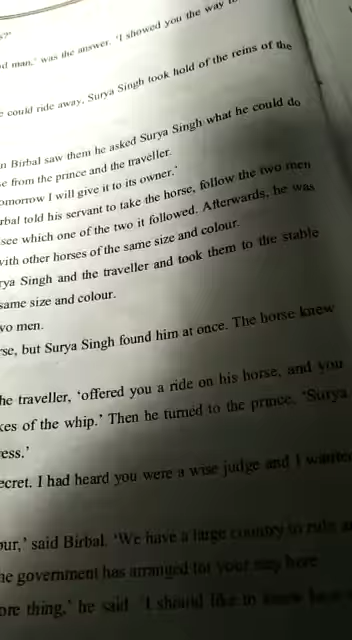 s?'
d man,' was the answer. 'I showed you the way to
e could ride away, Surya Singh took hold of the reins of the
n Birbal saw them he asked Surya Singh what he could do
e from the prince and the traveller.
omorrow I will give it to its owner.'
rbal told his servant to take the horse, follow the two men
see which one of the two it followed. Afterwards, he was
with other horses of the same size and colour.
rya Singh and the traveller and took them to the stable
same size and colour.
wo men.
rse, but Surya Singh found him at once. The horse knew
he traveller, 'offered you a ride on his horse, and you
kes of the whip.' Then he turned to the prince. 'Surya
ess.'
ecret. I had heard you were a wise judge and I wanted
our,' said Birbal. 'We have a large country to rule a
he government has arranged for your stay here
ore thing,' he said 'I should like to know how